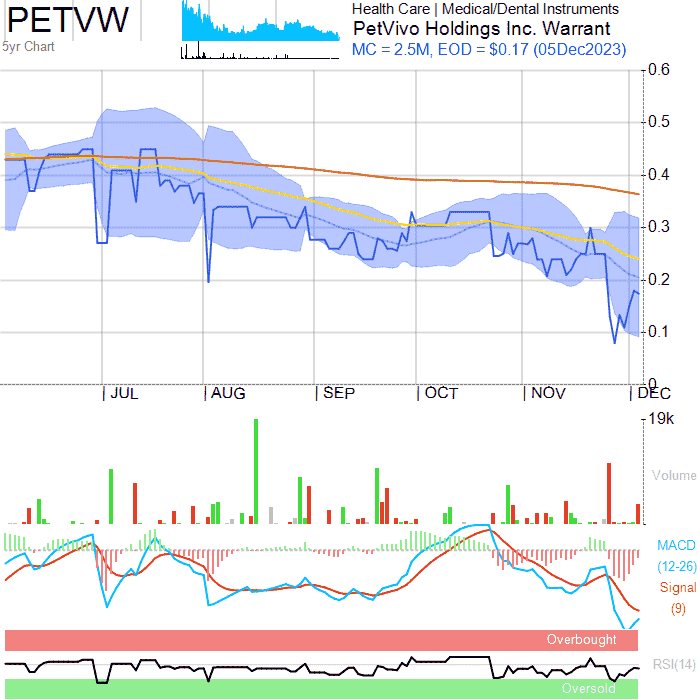 PETVW
5yr Chart
Health Care | Medical/Dental Instruments
PetVivo Holdings Inc. Warrant
MC = 2.5M, EOD = $0.17 (05Dec2023)
0.6
0.5
0.4
0.3
0.2
0.1
0
JUL AUG SEP OCT NOV DEC
19k
Volume
MACD
(12-26)
Signal
(9)
Overbought
RSI(14)
Oversold